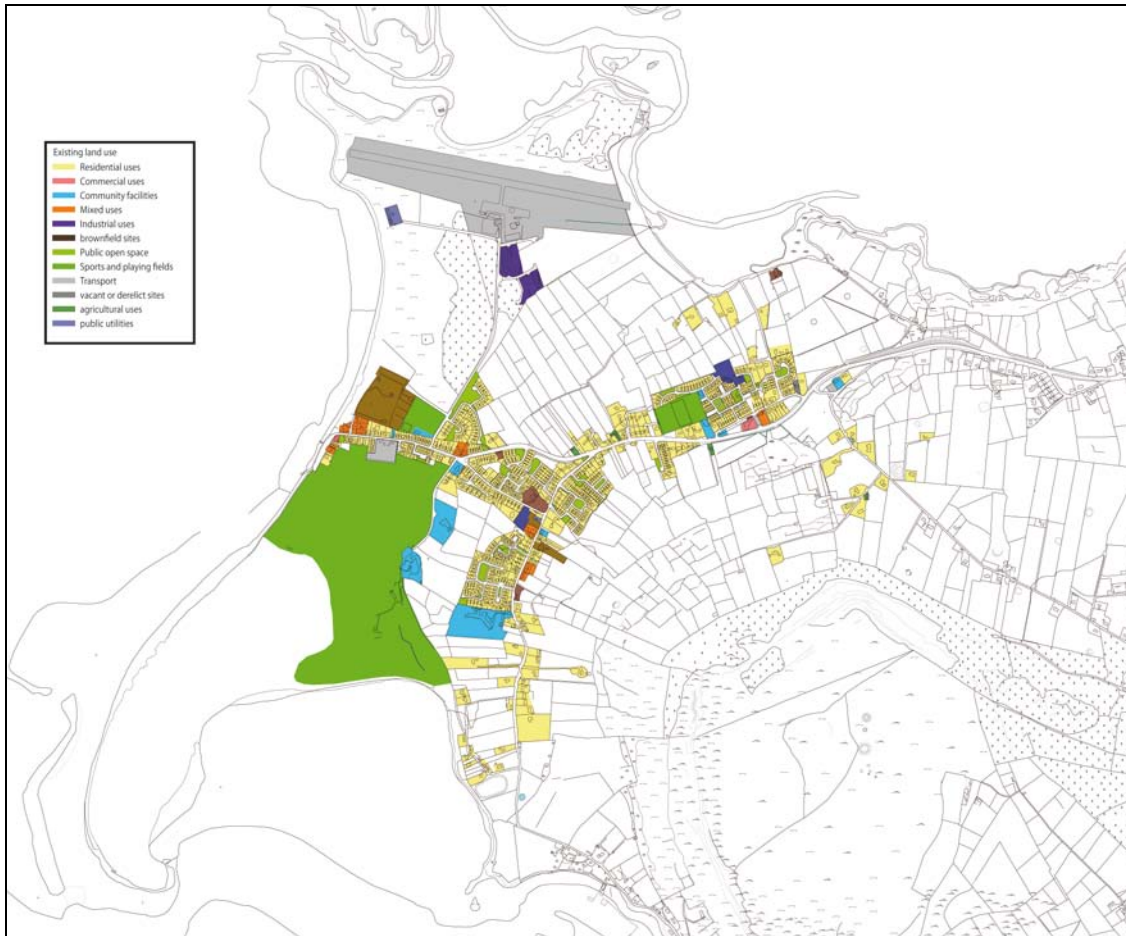 Existing land use
Residential uses
Commercial uses
Community facilities
Mixed uses
Industrial uses
brownfield sites
Public open space
Sports and playing fields
Transport
vacant or derelict sites
agricultural uses
public utilities